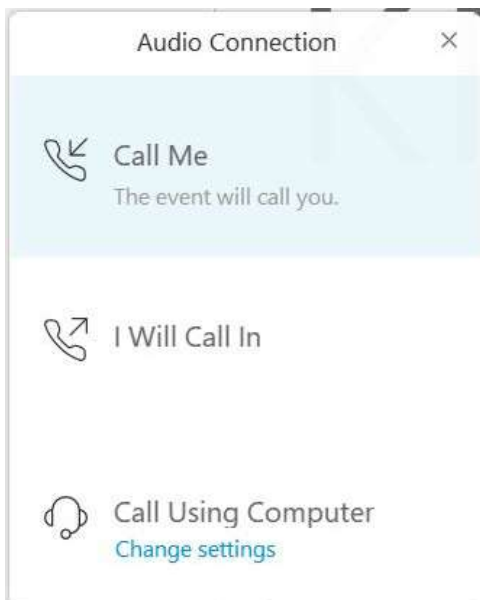 Audio Connection
Call Me
The event will call you.
I Will Call In
Call Using Computer
Change settings